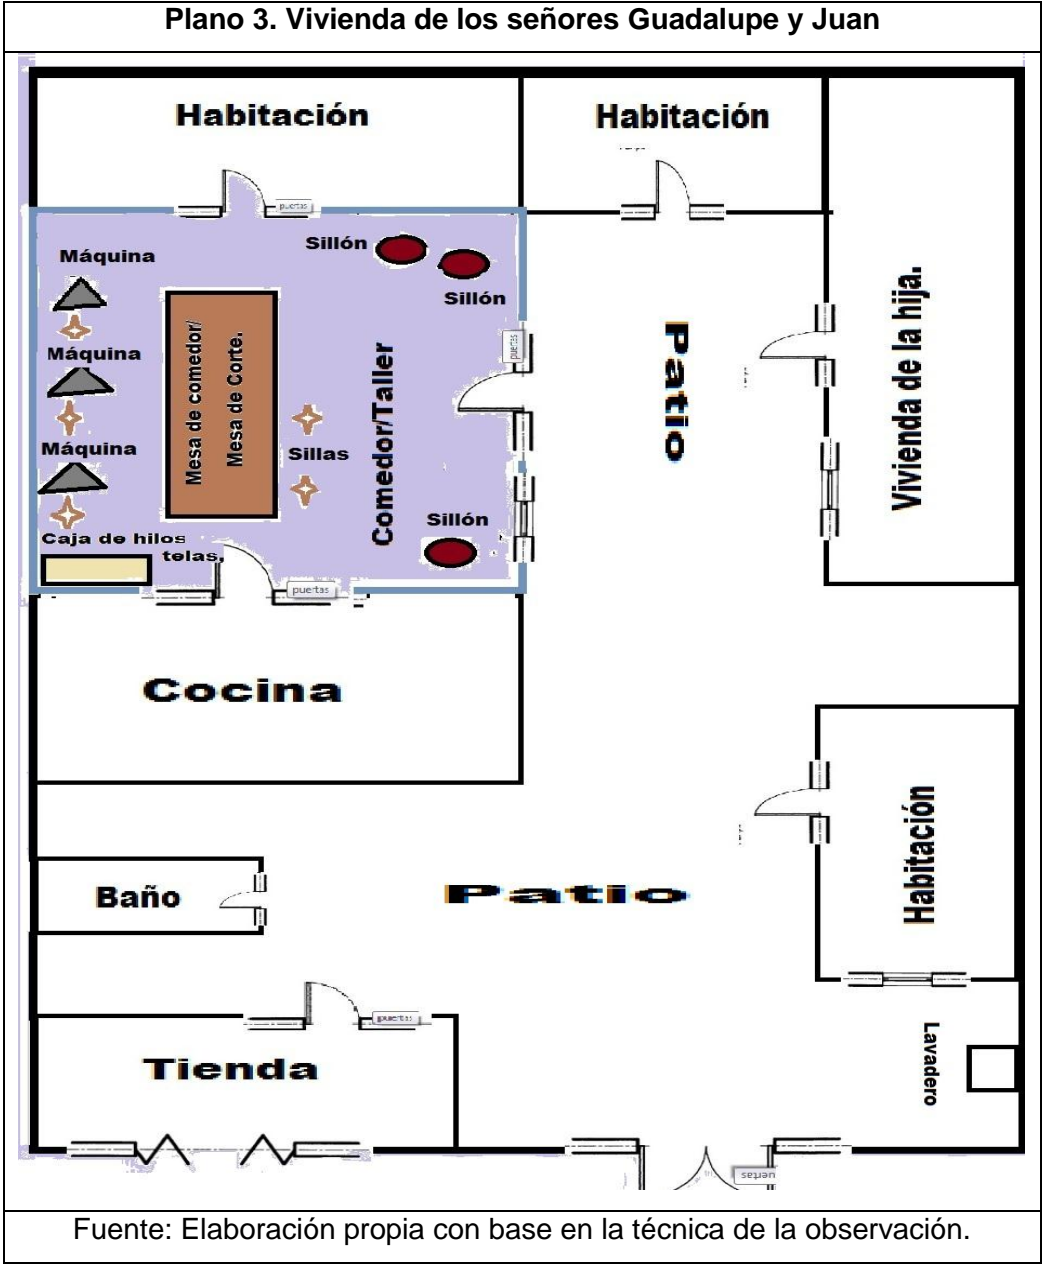 Plano 3. Vivienda de los señores Guadalupe y Juan
Habitación
Habitación
puertas
Máquina
Sillón
Sillón
Máquina
Máquina
Mesa de comedor/
Mesa de Corte.
Sillas
Comedor/Taller
puertas
Sillón
Caja de hilos
telas,
puertas
Patio
Vivienda de la hija.
Cocina
Habitación
Baño
Patio
puertas
Tienda
Lavadero
puertas
Fuente: Elaboración propia con base en la técnica de la observación.